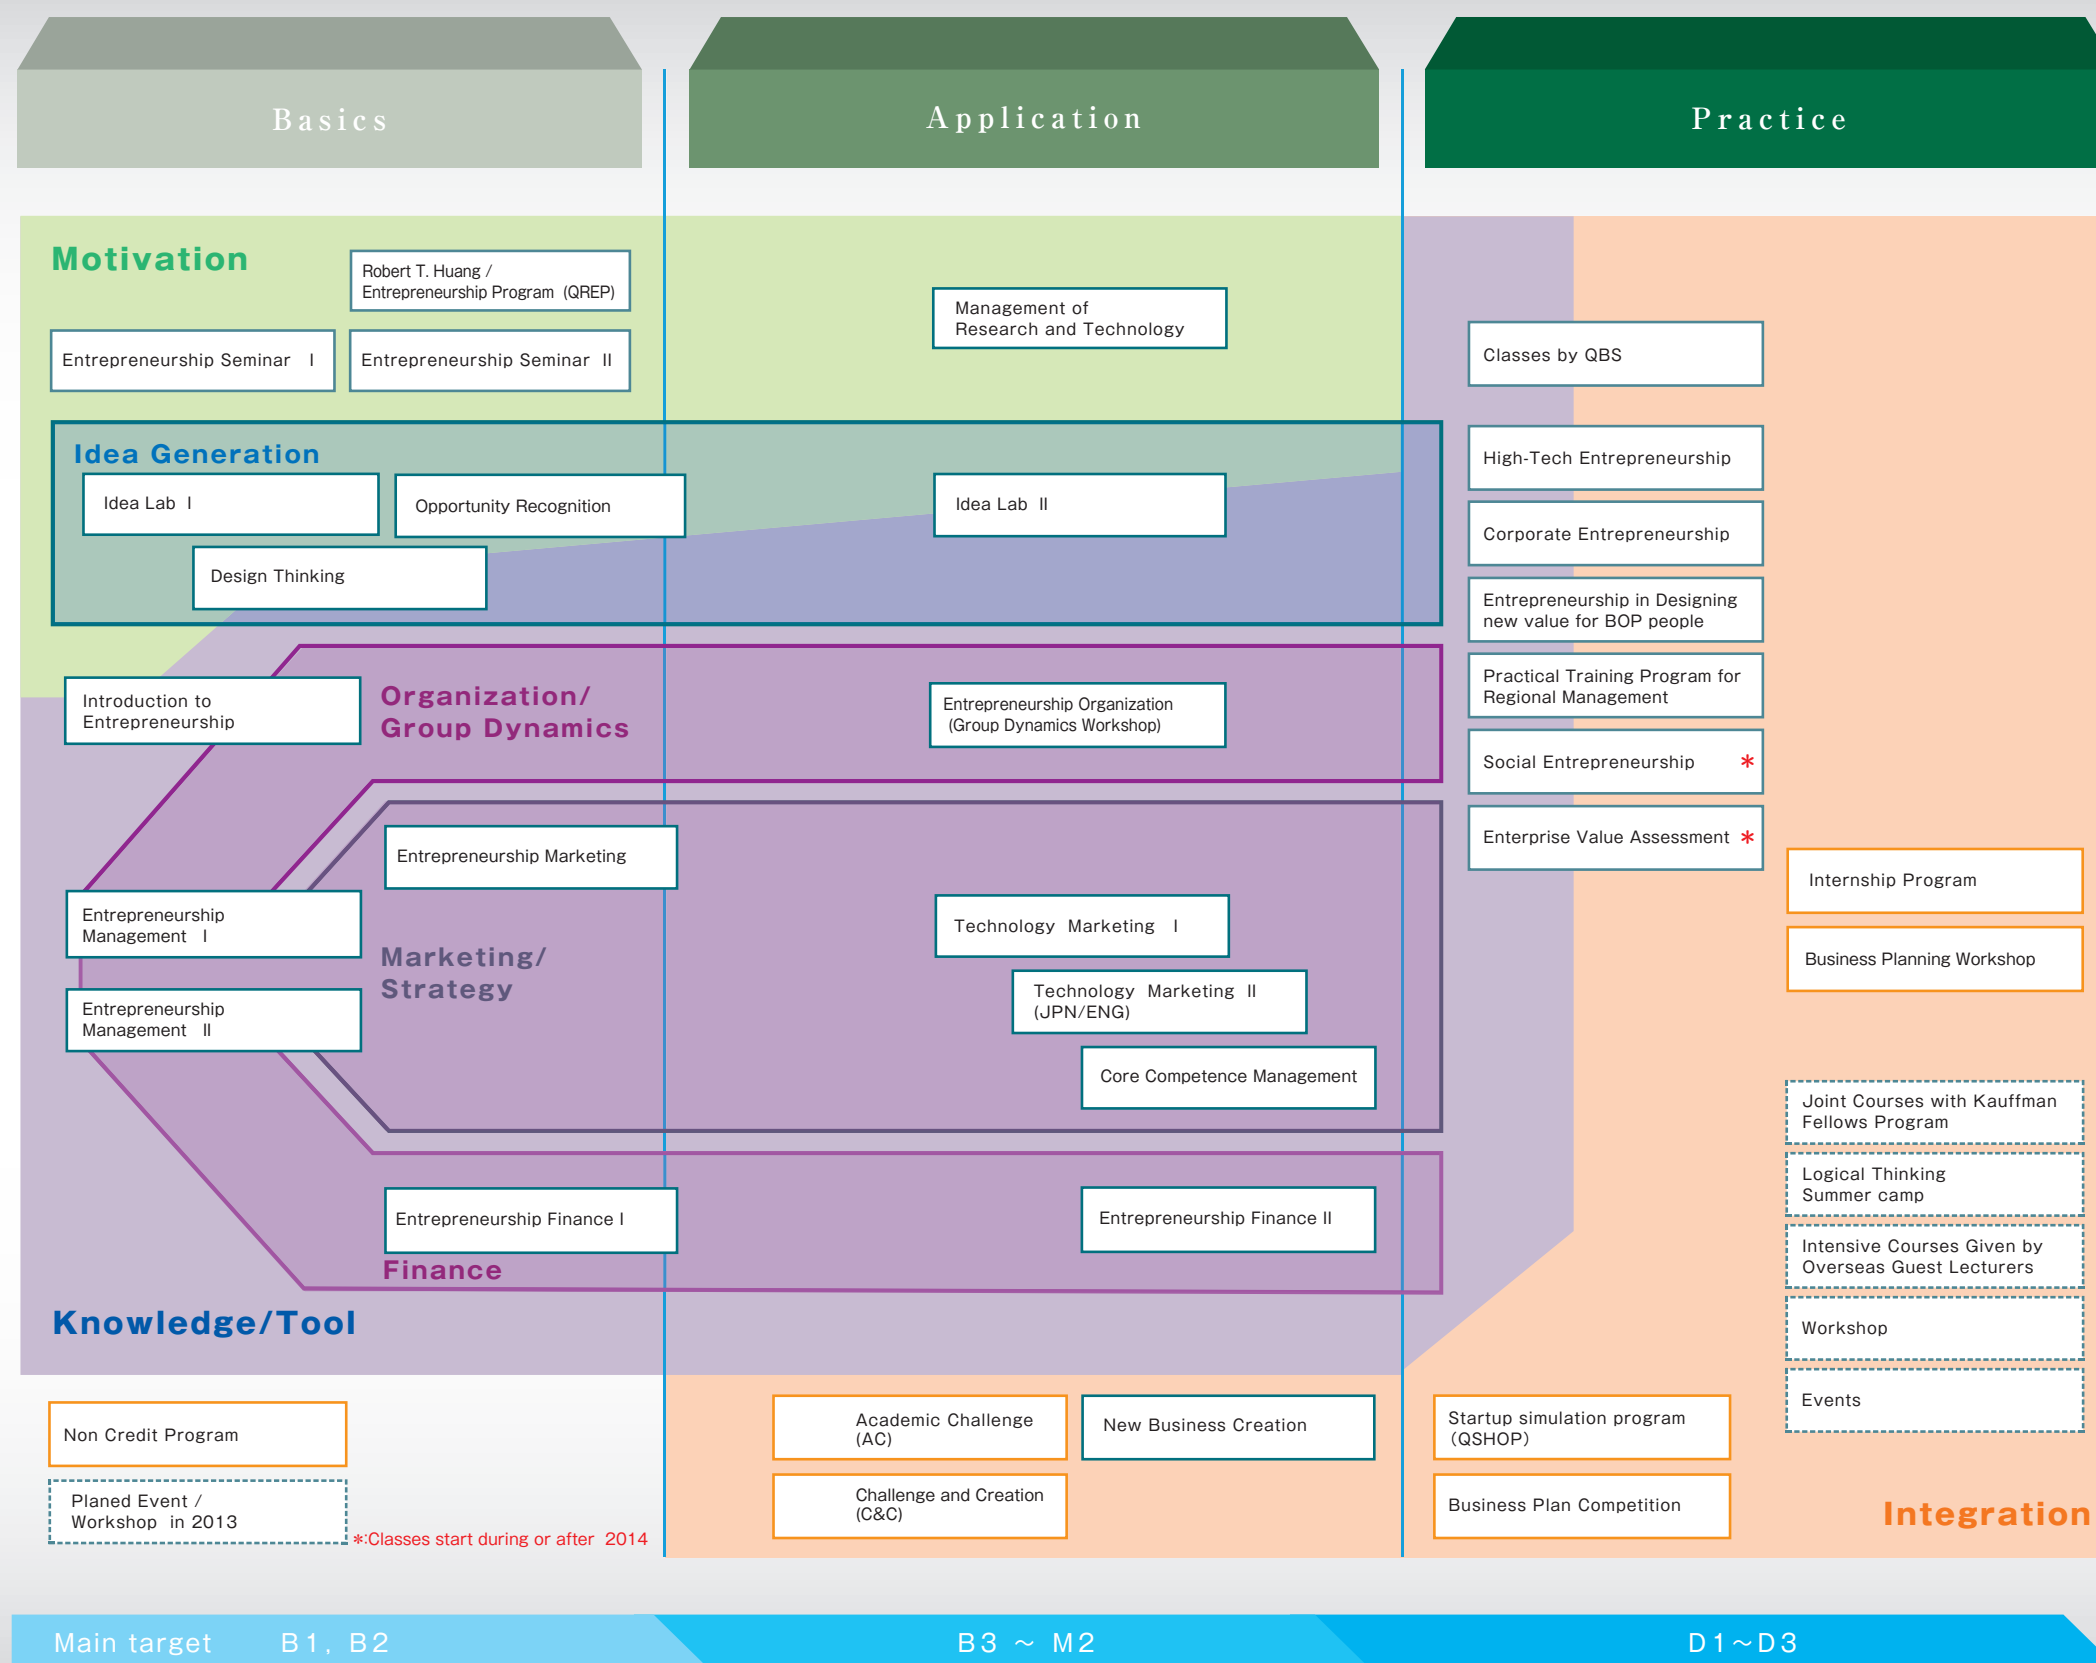 Basics
Application
Practice
Motivation
Robert T. Huang /
Entrepreneurship Program (QREP)
Entrepreneurship Seminar I
Entrepreneurship Seminar II
Management of
Research and Technology
Classes by QBS
Idea Generation
Idea Lab I
Opportunity Recognition
Design Thinking
Idea Lab II
High-Tech Entrepreneurship
Corporate Entrepreneurship
Entrepreneurship in Designing
new value for BOP people
Practical Training Program for
Regional Management
Social Entrepreneurship *
Enterprise Value Assessment *
Introduction to
Entrepreneurship
Organization/
Group Dynamics
Entrepreneurship Organization
(Group Dynamics Workshop)
Entrepreneurship Marketing
Entrepreneurship
Management I
Entrepreneurship
Management II
Marketing/
Strategy
Technology Marketing I
Technology Marketing II
(JPN/ENG)
Core Competence Management
Internship Program
Business Planning Workshop
Joint Courses with Kauffman
Fellows Program
Logical Thinking
Summer camp
Intensive Courses Given by
Overseas Guest Lecturers
Workshop
Events
Entrepreneurship Finance I
Entrepreneurship Finance II
Finance
Knowledge/Tool
Non Credit Program
Planed Event /
Workshop in 2013
*:Classes start during or after 2014
Academic Challenge
(AC)
New Business Creation
Challenge and Creation
(C&C)
Startup simulation program
(QSHOP)
Business Plan Competition
Integration
Main target B1, B2
B3 ～ M2
D1～D3